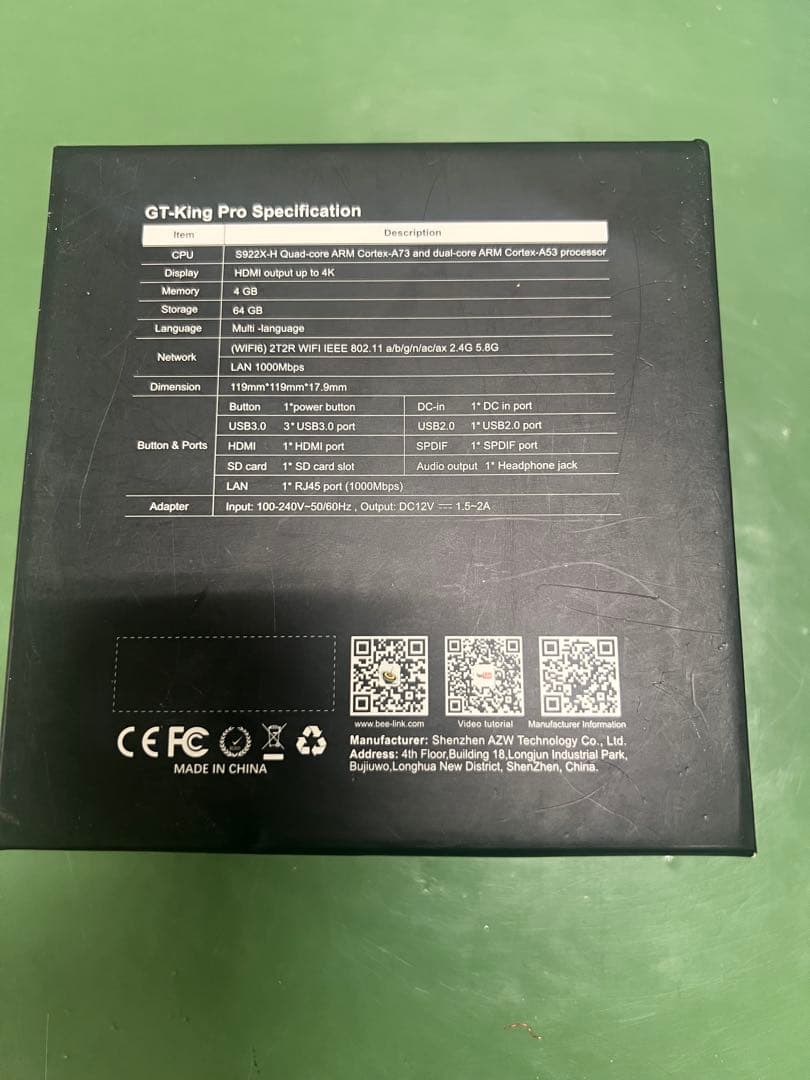 GT-King Pro Specification
Item Description
CPU S922X-H Quad-core ARM Cortex-A73 and dual-core ARM Cortex-A53 processor
Display HDMI output up to 4K
Memory 4 GB
Storage 64 GB
Language Multi -language
Network (WIFI6) 2T2R WIFI IEEE 802.11 a/b/g/n/ac/ax 2.4G 5.8G
LAN 1000Mbps
Dimension 119mm*119mm*17.9mm
Button & Ports
Button 1*power button DC-in 1* DC in port
USB3.0 3* USB3.0 port USB2.0 1* USB2.0 port
HDMI 1* HDMI port SPDIF 1* SPDIF port
SD card 1* SD card slot Audio output 1* Headphone jack
LAN 1* RJ45 port (1000Mbps)
Adapter Input: 100-240V~50/60Hz , Output: DC12V ⎓ 1.5~2A
www.bee-link.com Video tutorial Manufacturer Information
CE FC
MADE IN CHINA
Manufacturer: Shenzhen AZW Technology Co., Ltd.
Address: 4th Floor,Building 18,Longjun Industrial Park,
Bujiuwo,Longhua New District, ShenZhen, China.